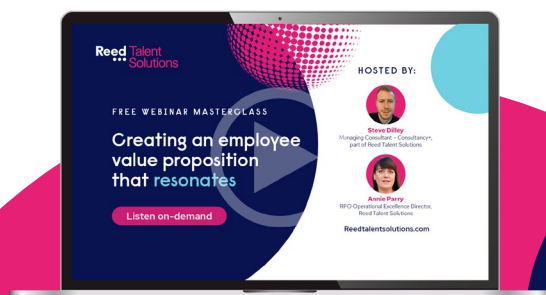 Reed Talent
Solutions
FREE WEBINAR MASTERCLASS
Creating an employee
value proposition
that resonates
Listen on-demand
HOSTED BY:
Steve Dilley
Managing Consultant – Consultancy+,
part of Reed Talent Solutions
Annie Parry
RPO Operational Excellence Director,
Reed Talent Solutions
Reedtalentsolutions.com